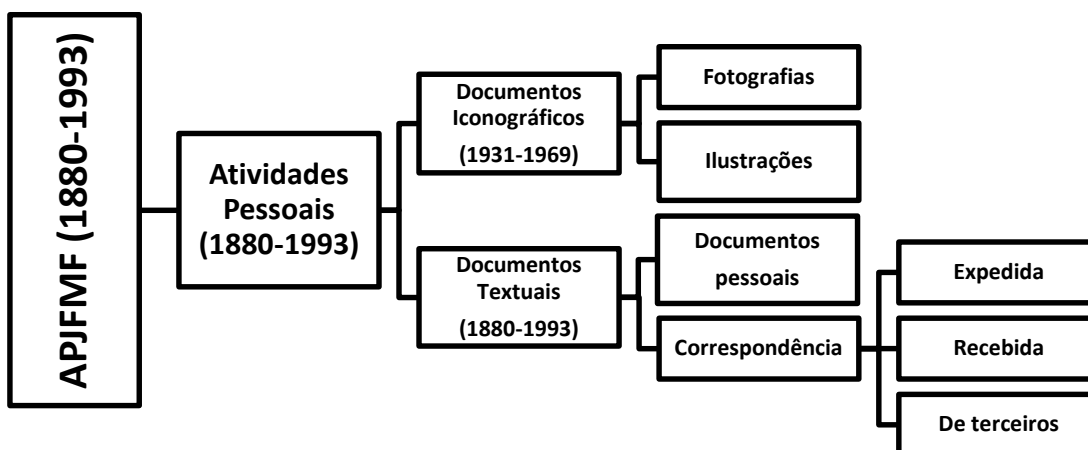 APJFMF (1880-1993)
Atividades
Pessoais
(1880-1993)
Documentos
Iconográficos
(1931-1969)
Fotografias
Ilustrações
Documentos
Textuais
(1880-1993)
Documentos
pessoais
Correspondência
Expedida
Recebida
De terceiros